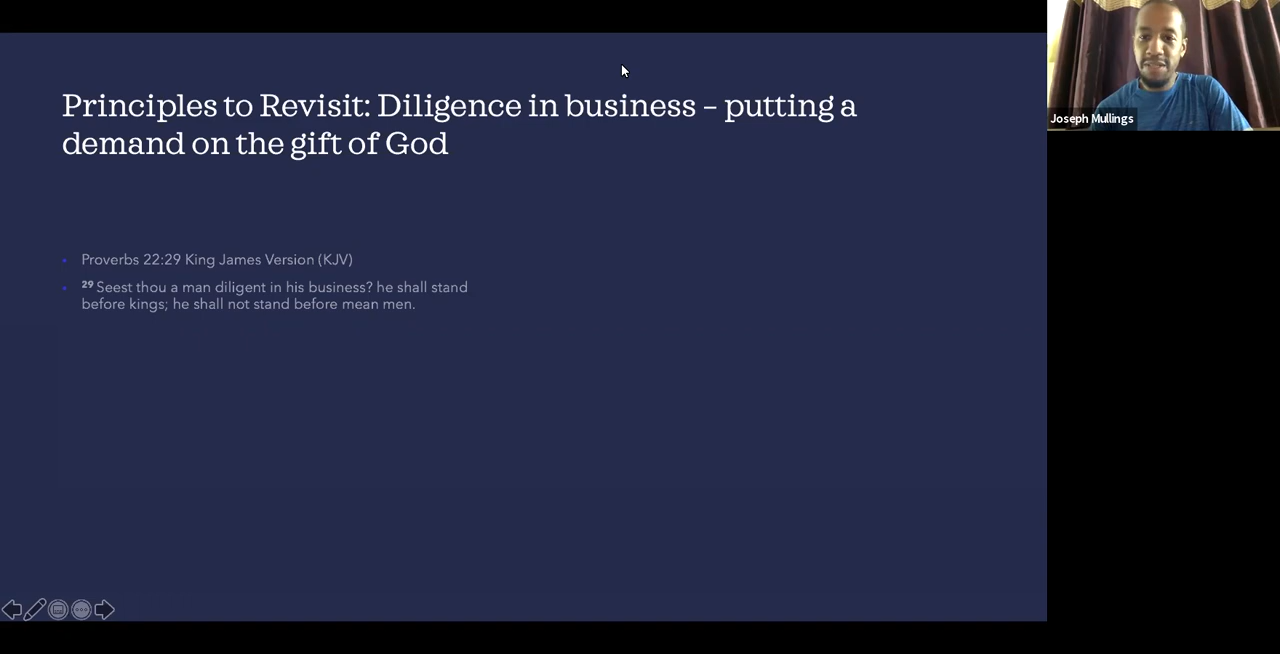 Principles to Revisit: Diligence in business – putting a
demand on the gift of God
• Proverbs 22:29 King James Version (KJV)
• 29 Seest thou a man diligent in his business? he shall stand
before kings; he shall not stand before mean men.
Joseph Mullings